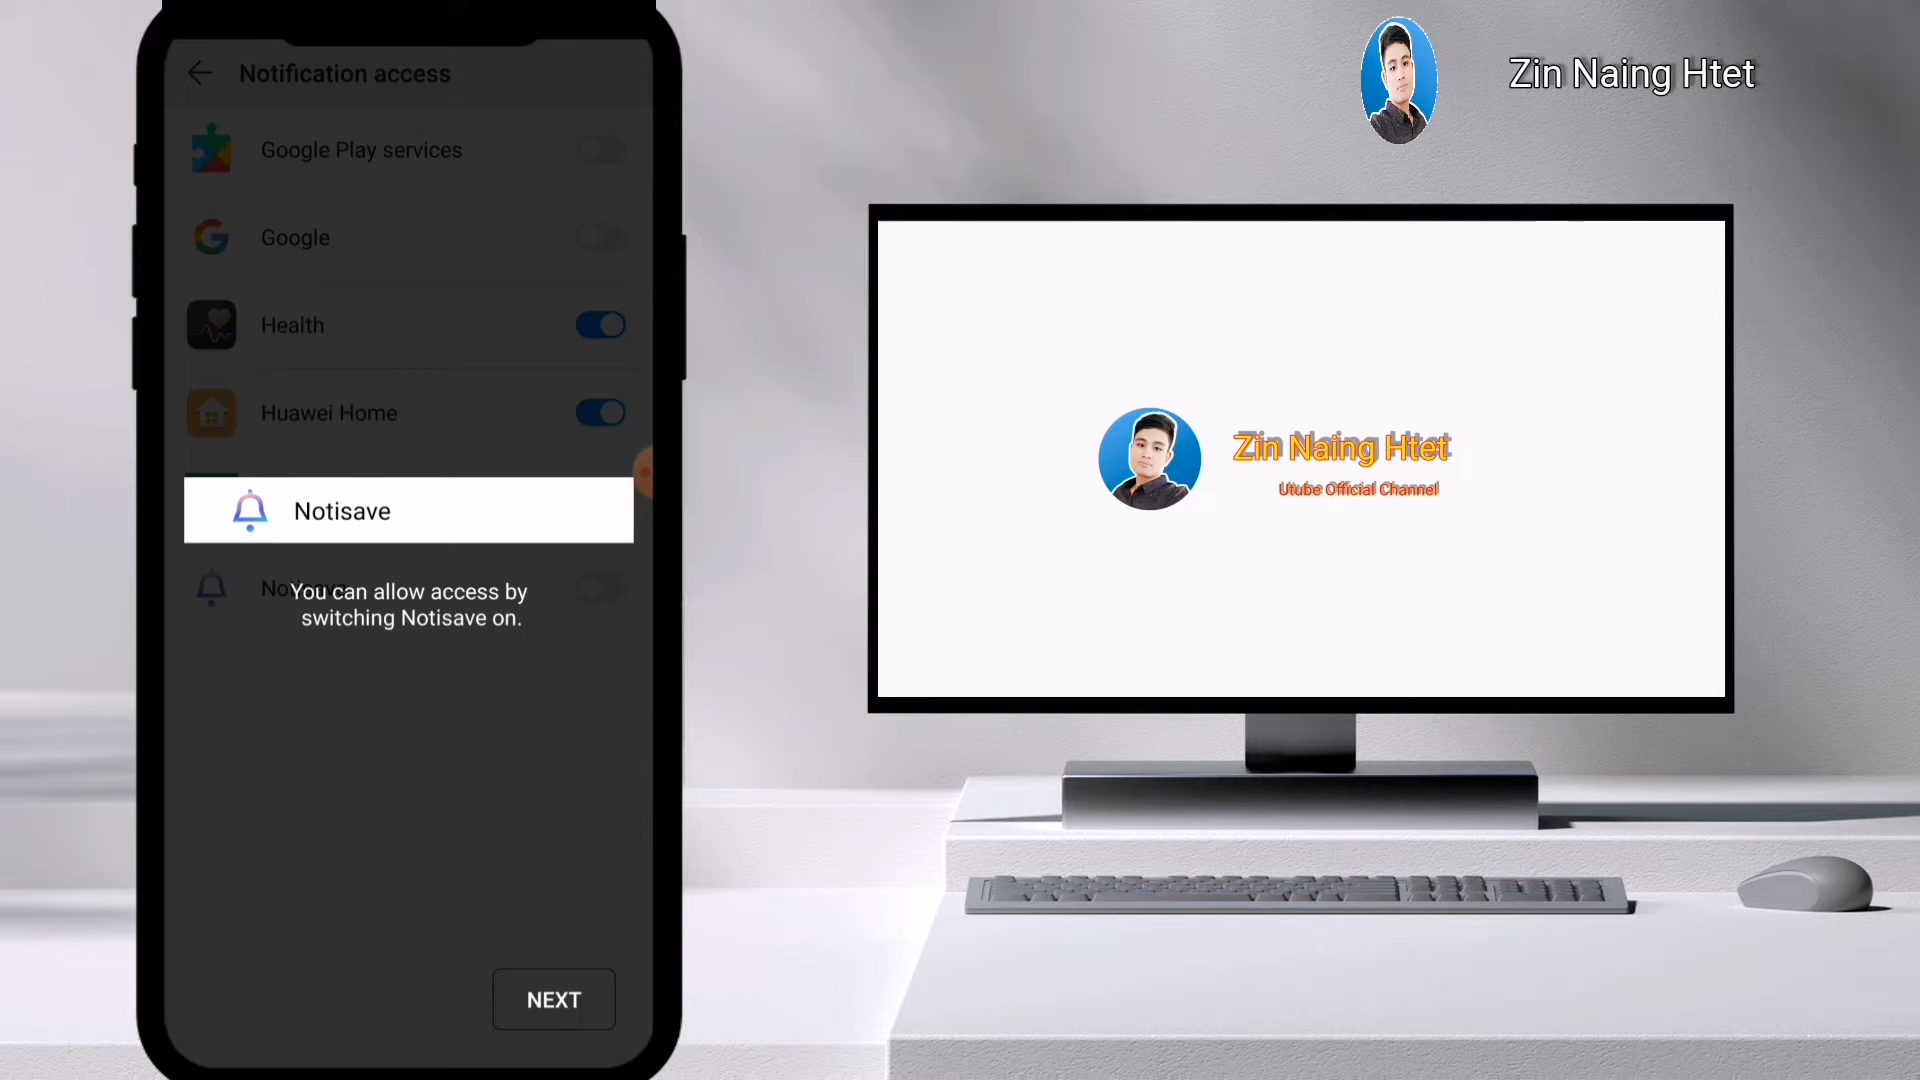 Notification access
Google Play services
Google
Health
Huawei Home
Notisave
Notisave
You can allow access by
switching Notisave on.
NEXT
Zin Naing Htet
Zin Naing Htet
Utube Official Channel